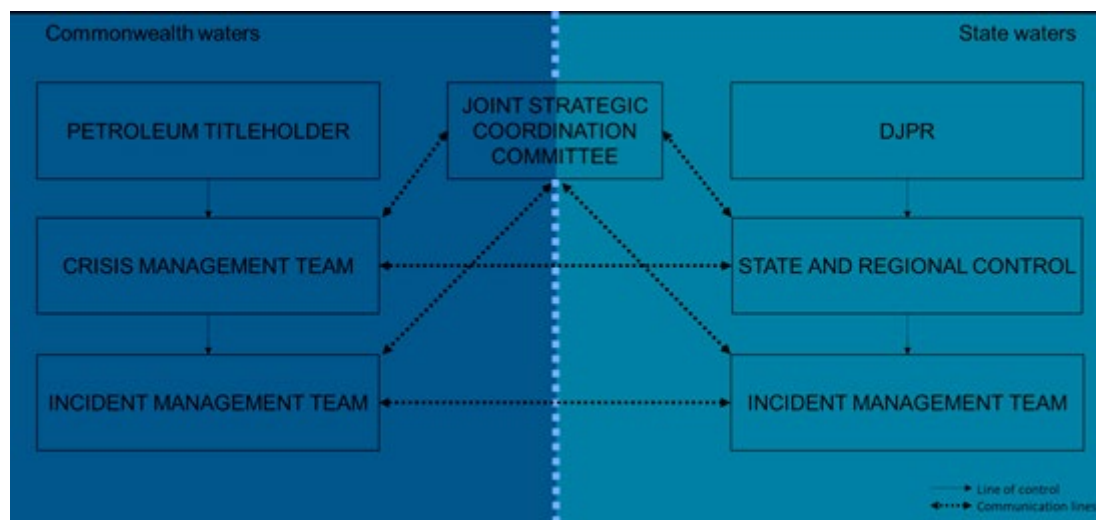 Commonwealth waters
State waters
PETROLEUM TITLEHOLDER
JOINT STRATEGIC
COORDINATION
COMMITTEE
DJPR
CRISIS MANAGEMENT TEAM
STATE AND REGIONAL CONTROL
INCIDENT MANAGEMENT TEAM
INCIDENT MANAGEMENT TEAM
Line of control
Communication lines